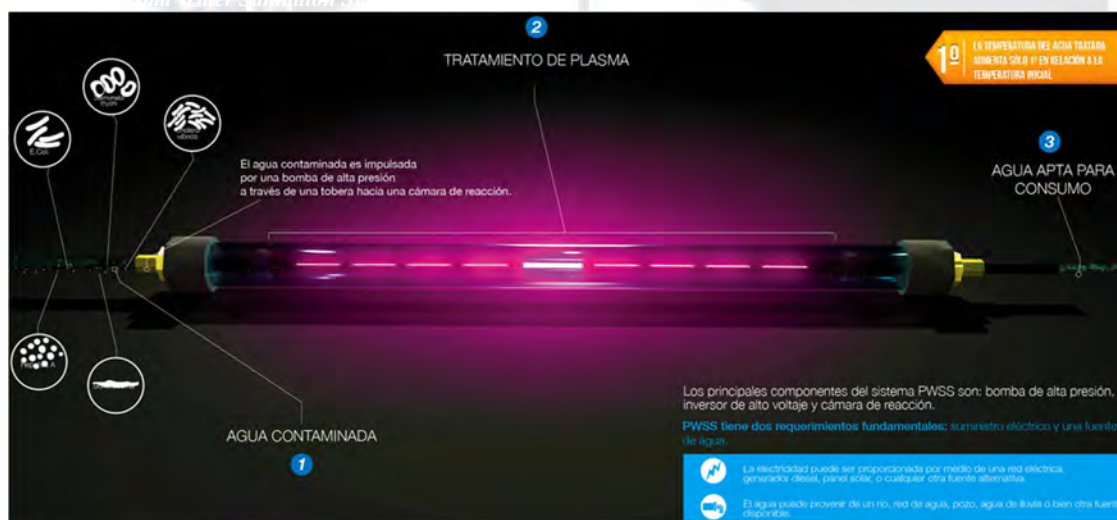 2
TRATAMIENTO DE PLASMA
1º
LA TEMPERATURA DEL AGUA TRATADA
AUMENTA SÓLO 1º EN RELACIÓN A LA
TEMPERATURA INICIAL
E.Coli
El agua contaminada es impulsada
por una bomba de alta presión
a través de una tobera hacia una cámara de reacción.
3
AGUA APTA PARA
CONSUMO
AGUA CONTAMINADA
1
Los principales componentes del sistema PWSS son: bomba de alta presión,
inversor de alto voltaje y cámara de reacción.
PWSS tiene dos requerimientos fundamentales: suministro eléctrico y una fuente
de agua.
La electricidad puede ser proporcionada por medio de una red eléctrica,
generador diesel, panel solar, o cualquier otra fuente alternativa.
El agua puede provenir de un río, red de agua, pozo, agua de lluvia ó bien otra fuente
disponible.